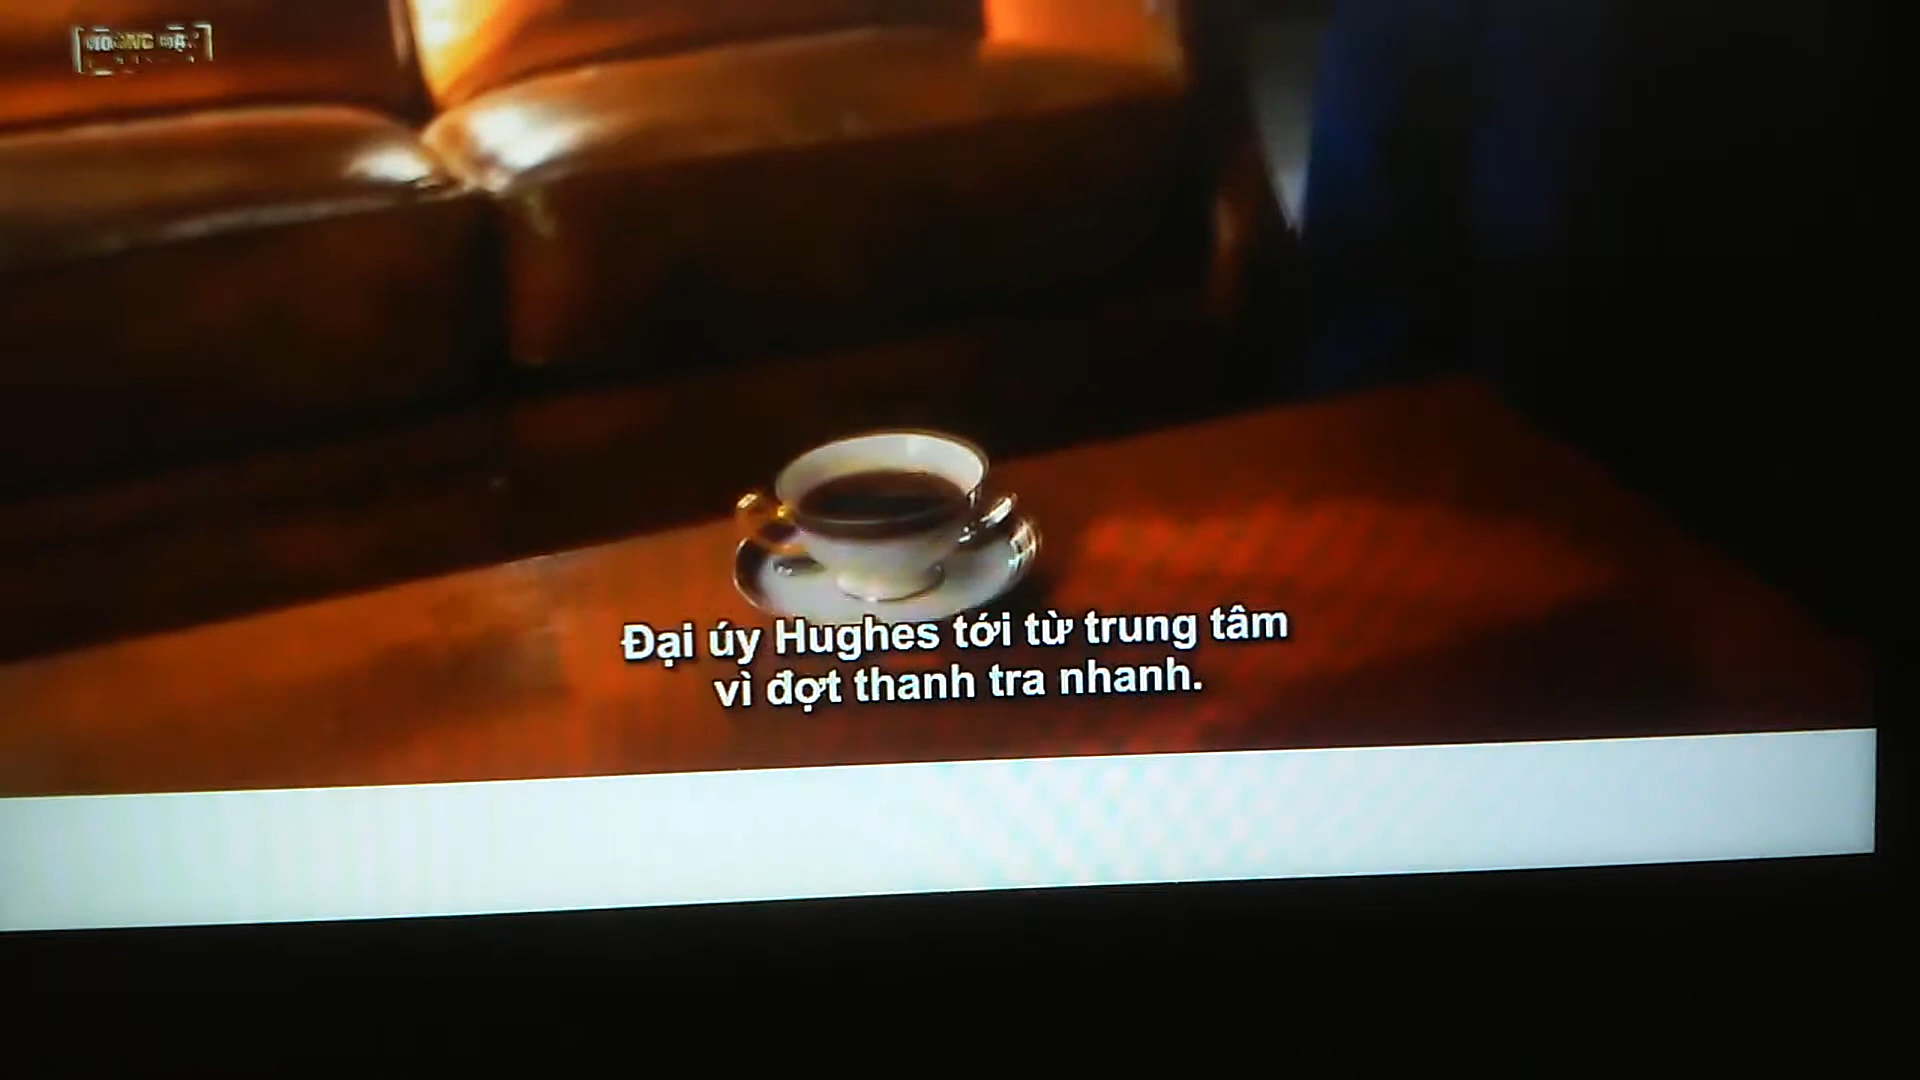 Đại úy Hughes tới từ trung tâm
vì đợt thanh tra nhanh.